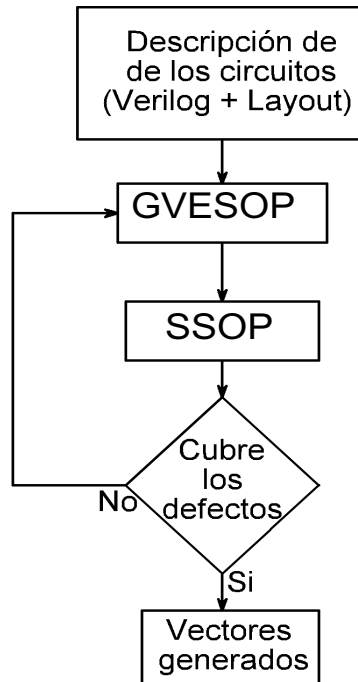 Descripción de
de los circuitos
(Verilog + Layout)
GVESOP
SSOP
Cubre
los
defectos
No
Si
Vectores
generados